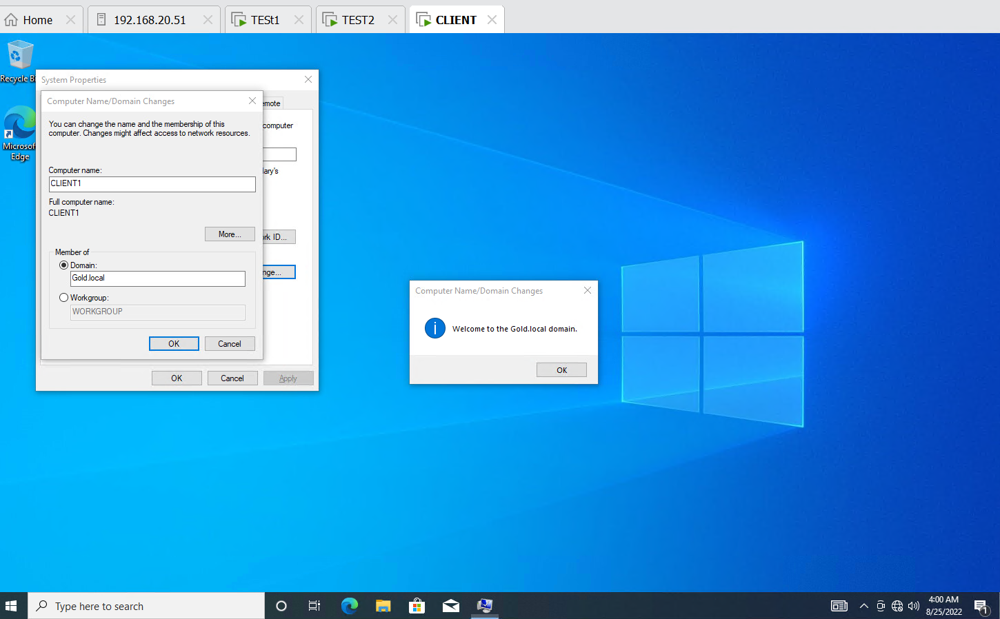 Home
192.168.20.51
TESt1
TEST2
CLIENT
Recycle Bi
Microsof
Edge
System Properties
emote
computer
lary's
ork ID...
nge...
OK
Cancel
Apply
Computer Name/Domain Changes
You can change the name and the membership of this
computer. Changes might affect access to network resources.
Computer name:
CLIENT1
Full computer name:
CLIENT1
More...
Member of
Domain:
Gold.local
Workgroup:
WORKGROUP
OK
Cancel
Computer Name/Domain Changes
Welcome to the Gold.local domain.
OK
Type here to search
4:00 AM
8/25/2022
1